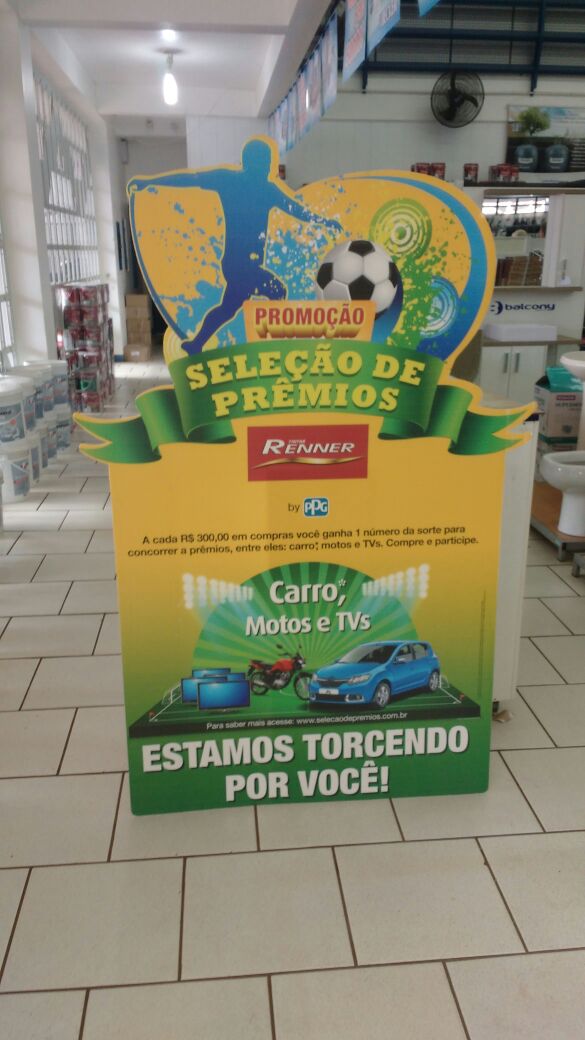 PROMOÇÃO
SELEÇÃO DE
PRÊMIOS
TINTAS
RENNER
by PPG
A cada R$ 300,00 em compras você ganha 1 número da sorte para
concorrer a prêmios, entre eles: carro*, motos e TVs. Compre e participe.
Carro*,
Motos e TVs
Para saber mais acesse: www.selecaodepremios.com.br
ESTAMOS TORCENDO
POR VOCÊ!
balcony